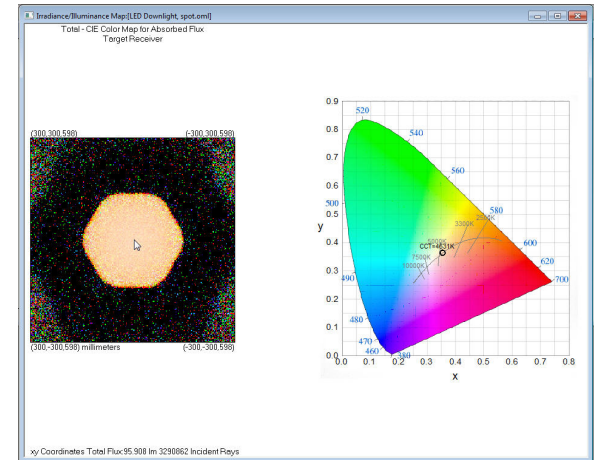 Irradiance/Illuminance Map:[LED Downlight, spot.oml]
Total - CIE Color Map for Absorbed Flux
Target Receiver
(300,300,598) (-300,300,598)
(300,-300,598) millimeters (-300,-300,598)
0.9
0.8
0.7
0.6
0.5
0.4
0.3
0.2
0.1
0.0
y
520
540
560
500
580
2500K
3300K
CCT=4631K
7500K
10000K
600
620
490
700
480
470
460
380
0.0 0.1 0.2 0.3 0.4 0.5 0.6 0.7 0.8
x
xy Coordinates Total Flux:95.908 lm 3290862 Incident Rays